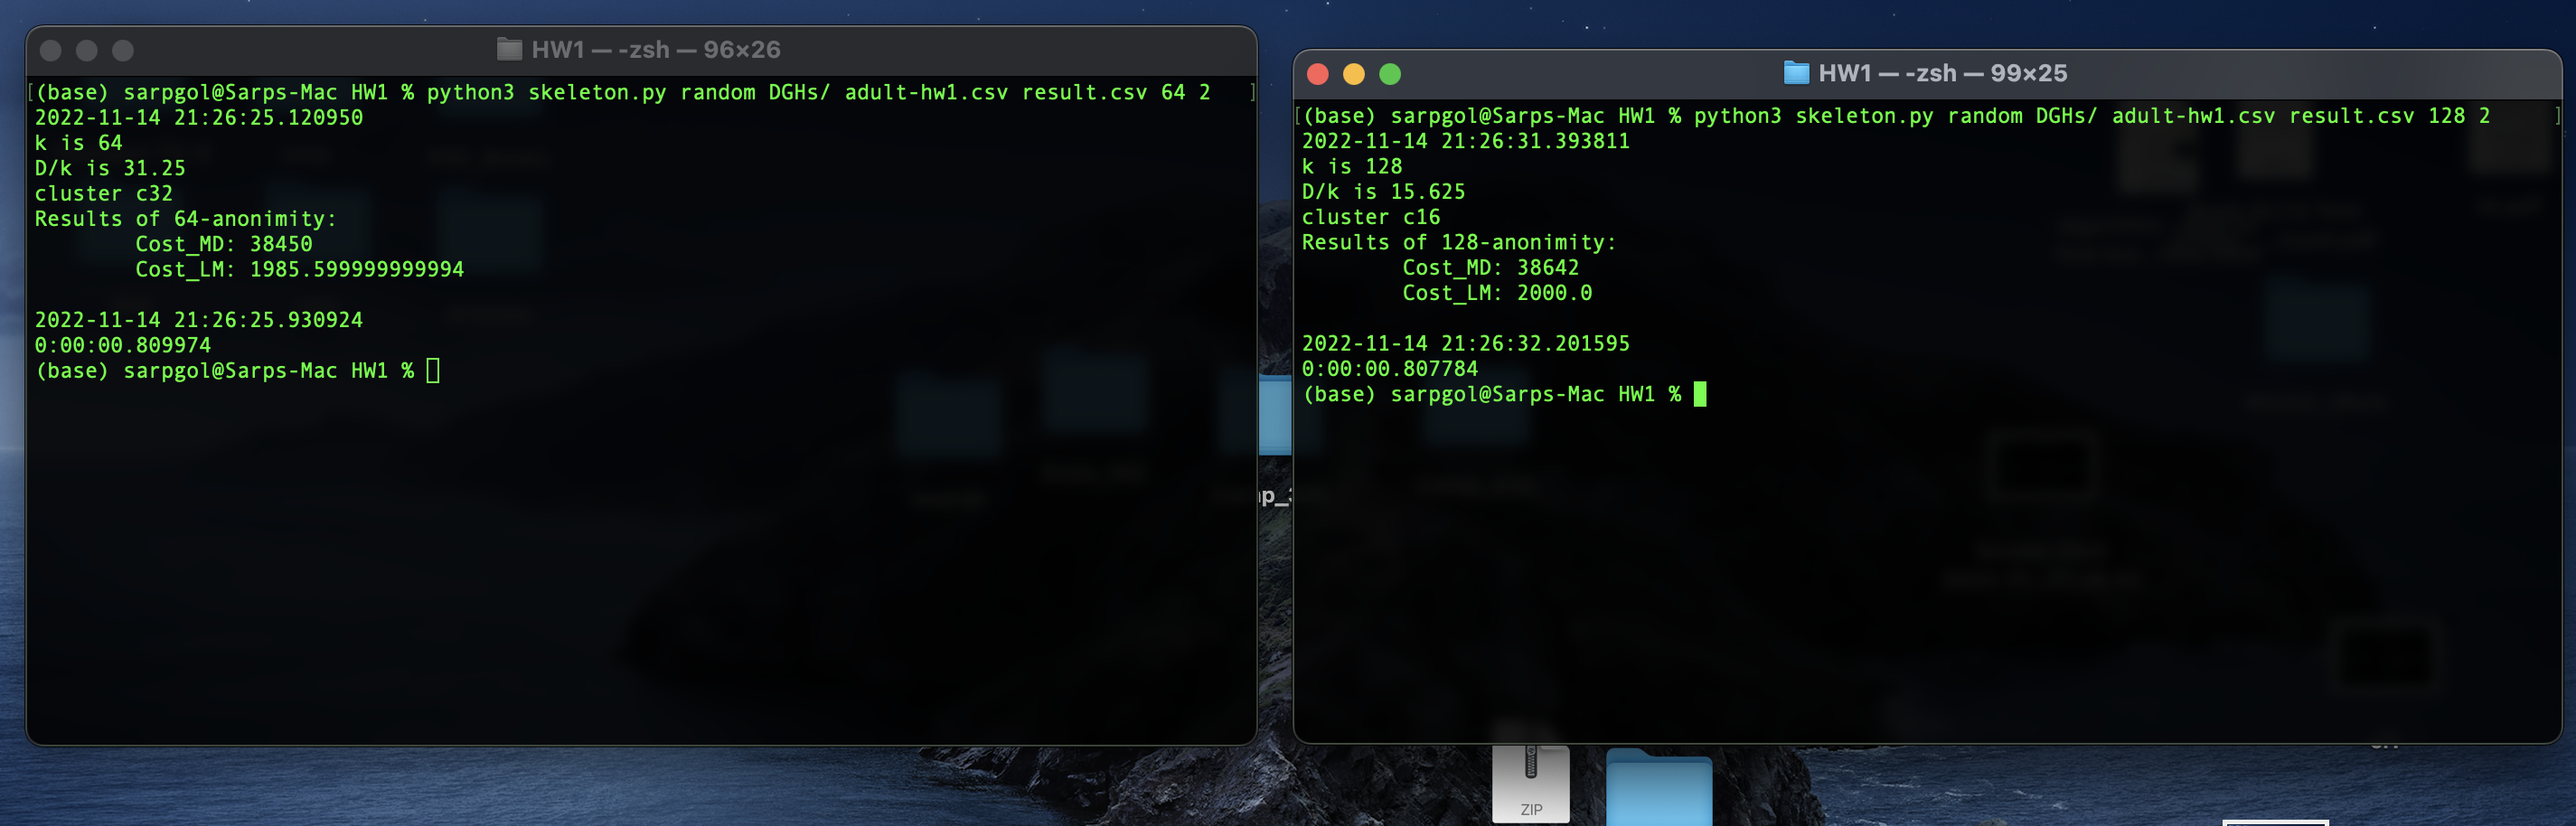 HW1 — -zsh — 96×26
(base) sarpgol@Sarps-Mac HW1 % python3 skeleton.py random DGHs/ adult-hw1.csv result.csv 64 2
2022-11-14 21:26:25.120950
k is 64
D/k is 31.25
cluster c32
Results of 64-anonimity:
Cost_MD: 38450
Cost_LM: 1985.599999999994
2022-11-14 21:26:25.930924
0:00:00.809974
(base) sarpgol@Sarps-Mac HW1 %
HW1 — -zsh — 99×25
(base) sarpgol@Sarps-Mac HW1 % python3 skeleton.py random DGHs/ adult-hw1.csv result.csv 128 2
2022-11-14 21:26:31.393811
k is 128
D/k is 15.625
cluster c16
Results of 128-anonimity:
Cost_MD: 38642
Cost_LM: 2000.0
2022-11-14 21:26:32.201595
0:00:00.807784
(base) sarpgol@Sarps-Mac HW1 %
ZIP